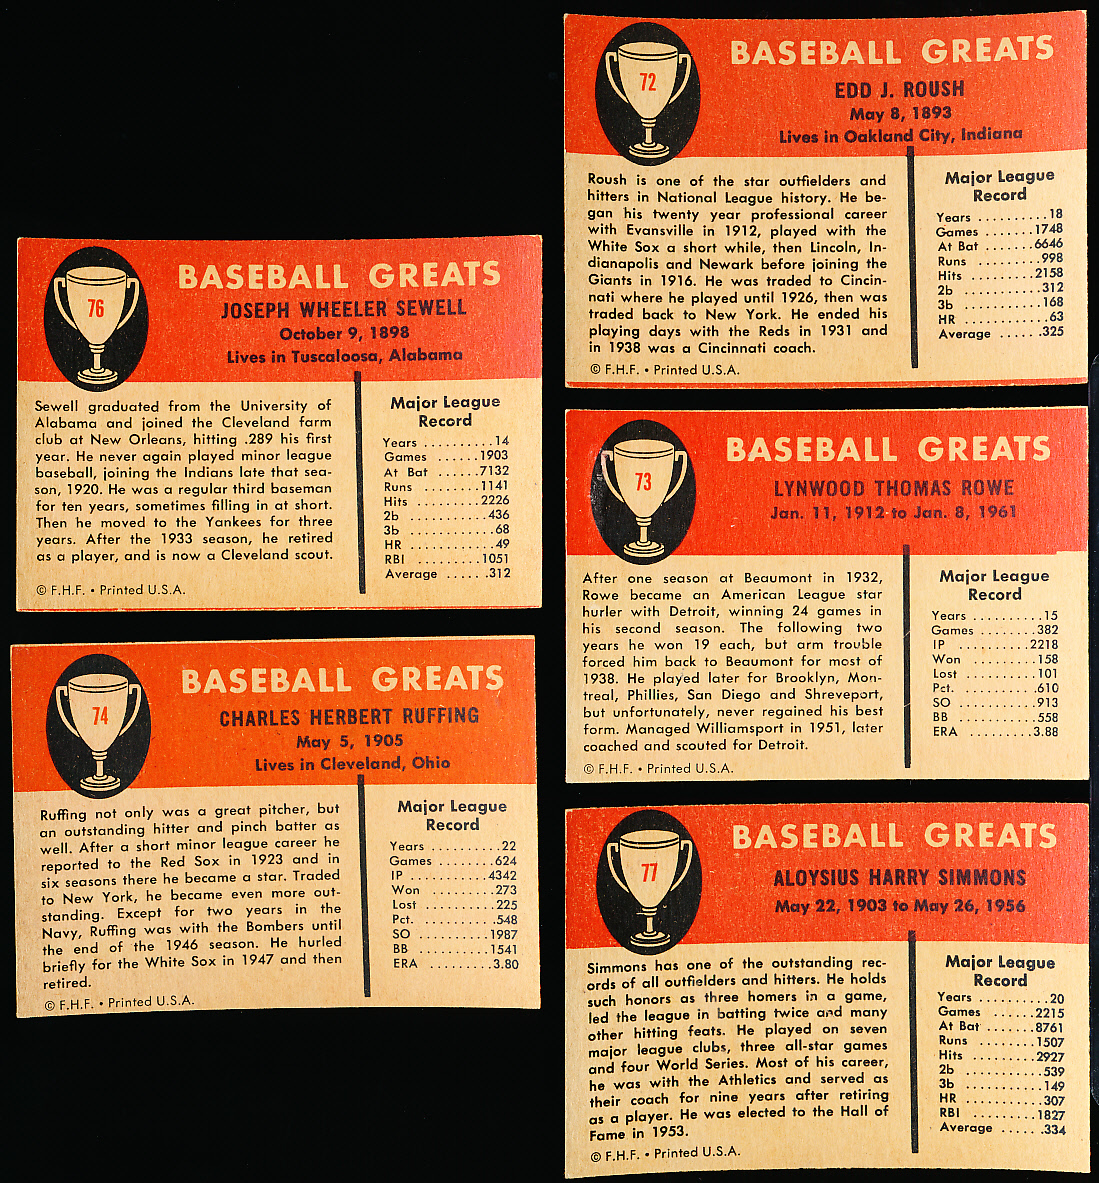 76
BASEBALL GREATS
JOSEPH WHEELER SEWELL
October 9, 1898
Lives in Tuscaloosa, Alabama
Sewell graduated from the University of
Alabama and joined the Cleveland farm
club at New Orleans, hitting .289 his first
year. He never again played minor league
baseball, joining the Indians late that sea-
son, 1920. He was a regular third baseman
for ten years, sometimes filling in at short.
Then he moved to the Yankees for three
years. After the 1933 season, he retired
as a player, and is now a Cleveland scout.
© F.H.F. • Printed U.S.A.
Major League
Record
Years ..........14
Games ......1903
At Bat ......7132
Runs ........1141
Hits ..........2226
2b .............436
3b ..............68
HR ..............49
RBI ..........1051
Average ......312
74
BASEBALL GREATS
CHARLES HERBERT RUFFING
May 5, 1905
Lives in Cleveland, Ohio
Ruffing not only was a great pitcher, but
an outstanding hitter and pinch batter as
well. After a short minor league career he
reported to the Red Sox in 1923 and in
six seasons there he became a star. Traded
to New York, he became even more out-
standing. Except for two years in the
Navy, Ruffing was with the Bombers until
the end of the 1946 season. He hurled
briefly for the White Sox in 1947 and then
retired.
© F.H.F. • Printed U.S.A.
Major League
Record
Years ..........22
Games ........624
IP ............4342
Won ..........273
Lost ..........225
Pct. ..........548
SO ..........1987
BB ..........1541
ERA .........3.80
72
BASEBALL GREATS
EDD J. ROUSH
May 8, 1893
Lives in Oakland City, Indiana
Roush is one of the star outfielders and
hitters in National League history. He be-
gan his twenty year professional career
with Evansville in 1912, played with the
White Sox a short while, then Lincoln, In-
dianapolis and Newark before joining the
Giants in 1916. He was traded to Cincin-
nati where he played until 1926, then was
traded back to New York. He ended his
playing days with the Reds in 1931 and
in 1938 was a Cincinnati coach.
© F.H.F. • Printed U.S.A.
Major League
Record
Years ..........18
Games .......1748
At Bat .......6646
Runs ..........998
Hits ..........2158
2b ............312
3b ............168
HR .............63
Average .....325
73
BASEBALL GREATS
LYNWOOD THOMAS ROWE
Jan. 11, 1912 to Jan. 8, 1961
After one season at Beaumont in 1932,
Rowe became an American League star
hurler with Detroit, winning 24 games in
his second season. The following two
years he won 19 each, but arm trouble
forced him back to Beaumont for most of
1938. He played later for Brooklyn, Mon-
treal, Phillies, San Diego and Shreveport,
but unfortunately, never regained his best
form. Managed Williamsport in 1951, later
coached and scouted for Detroit.
© F.H.F. • Printed U.S.A.
Major League
Record
Years ..........15
Games ........382
IP ............2218
Won ..........158
Lost ..........101
Pct. ..........610
SO ............913
BB ............558
ERA ..........3.88
77
BASEBALL GREATS
ALOYSIUS HARRY SIMMONS
May 22, 1903 to May 26, 1956
Simmons has one of the outstanding rec-
ords of all outfielders and hitters. He holds
such honors as three homers in a game,
led the league in batting twice and many
other hitting feats. He played on seven
major league clubs, three all-star games
and four World Series. Most of his career,
he was with the Athletics and served as
their coach for nine years after retiring
as a player. He was elected to the Hall of
Fame in 1953.
© F.H.F. • Printed U.S.A.
Major League
Record
Years ..........20
Games ......2215
At Bat .......8761
Runs ..........1507
Hits ..........2927
2b .............539
3b .............149
HR ............307
RBI ..........1827
Average ......334